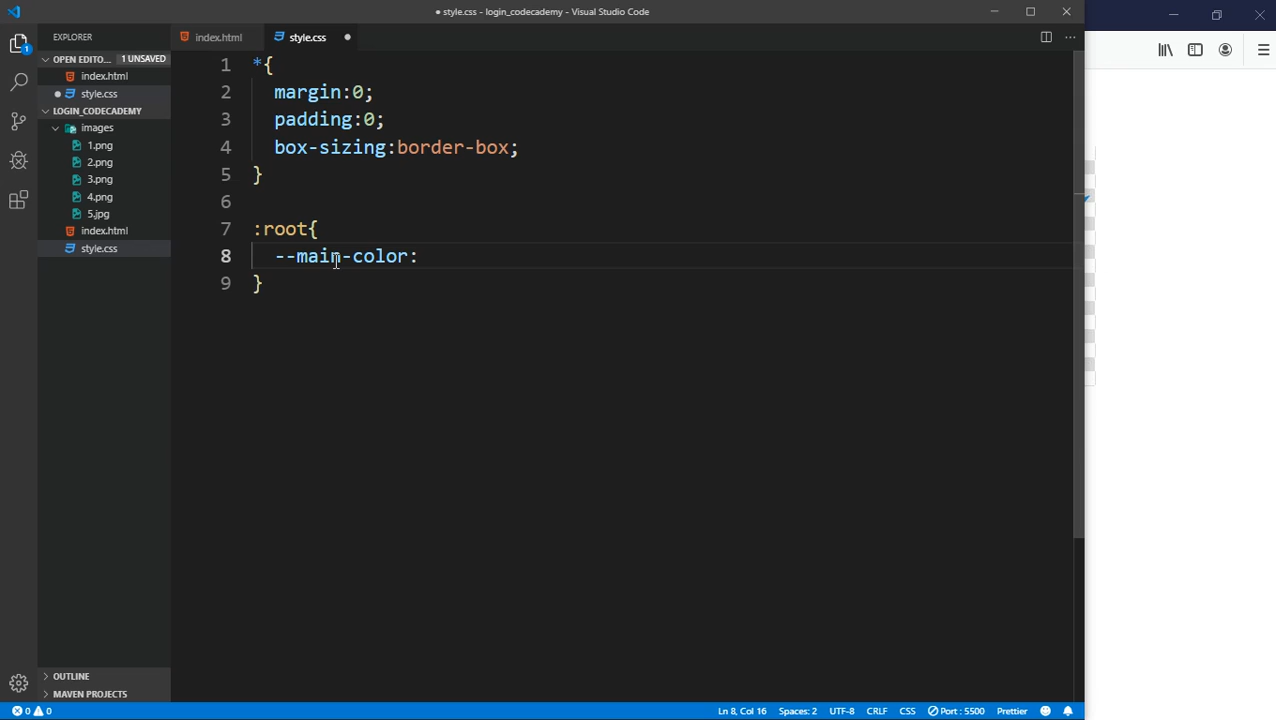 ● style.css - login_codecademy - Visual Studio Code
EXPLORER
OPEN EDITO... 1 UNSAVED
index.html
● style.css
LOGIN_CODECADEMY
images
1.png
2.png
3.png
4.png
5.jpg
index.html
style.css
OUTLINE
MAVEN PROJECTS
1
index.html style.css ●
1 *{
2 margin:0;
3 padding:0;
4 box-sizing:border-box;
5 }
6
7 :root{
8 --main-color:
9 }
0 0 Ln 8, Col 16 Spaces: 2 UTF-8 CRLF CSS Port : 5500 Prettier